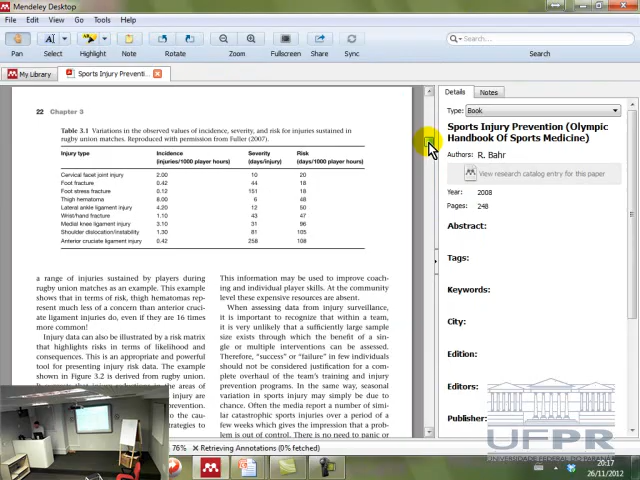 Mendeley Desktop
File Edit View Go Tools Help
Pan Select Highlight Note Rotate Zoom Fullscreen Share Sync Search... Search
My Library Sports Injury Preventi...
22 Chapter 3
Table 3.1 Variations in the observed values of incidence, severity, and risk for injuries sustained in
rugby union matches. Reproduced with permission from Fuller (2007).
Injury type Incidence Severity Risk
(injuries/1000 player hours) (days/injury) (days/1000 player hours)
Cervical facet joint injury 2.00 10 20
Foot fracture 0.42 44 18
Foot stress fracture 0.12 151 18
Thigh hematoma 8.00 6 48
Lateral ankle ligament injury 4.20 12 50
Wrist/hand fracture 1.10 43 47
Medial knee ligament injury 3.10 31 96
Shoulder dislocation/instability 1.30 81 105
Anterior cruciate ligament injury 0.42 258 108
a range of injuries sustained by players during
rugby union matches as an example. This example
shows that in terms of risk, thigh hematomas rep-
resent much less of a concern than anterior cruci-
ate ligament injuries do, even if they are 16 times
more common!
Injury data can also be illustrated by a risk matrix
that highlights risks in terms of likelihood and
consequences. This is an appropriate and powerful
tool for presenting injury risk data. The example
shown in Figure 3.2 is derived from rugby union.
in the areas of
injury are
prevention.
to the cau-
strategies to
This information may be used to improve coach-
ing and individual player skills. At the community
level these expensive resources are absent.
When assessing data from injury surveillance,
it is important to recognize that within a team,
it is very unlikely that a sufficiently large sample
size exists through which the benefit of a sin-
gle or multiple interventions can be assessed.
Therefore, “success” or “failure” in few individuals
should not be considered justification for a com-
plete overhaul of the team's training and injury
prevention programs. In the same way, seasonal
variation in sports injury may simply be due to
chance. Often the media report a number of simi-
lar catastrophic sports injuries over a period of a
few weeks which gives the impression that a prob-
lem is out of control. There is no need to panic or
Details Notes
Type: Book
Sports Injury Prevention (Olympic
Handbook Of Sports Medicine)
Authors: R. Bahr
View research catalog entry for this paper
Year: 2008
Pages: 248
Abstract:
Tags:
Keywords:
City:
Edition:
Editors:
Publisher:
UFPR
UNIVERSIDADE FEDERAL DO PARANÁ
76% Retrieving Annotations (0% fetched)
20:17
26/11/2012